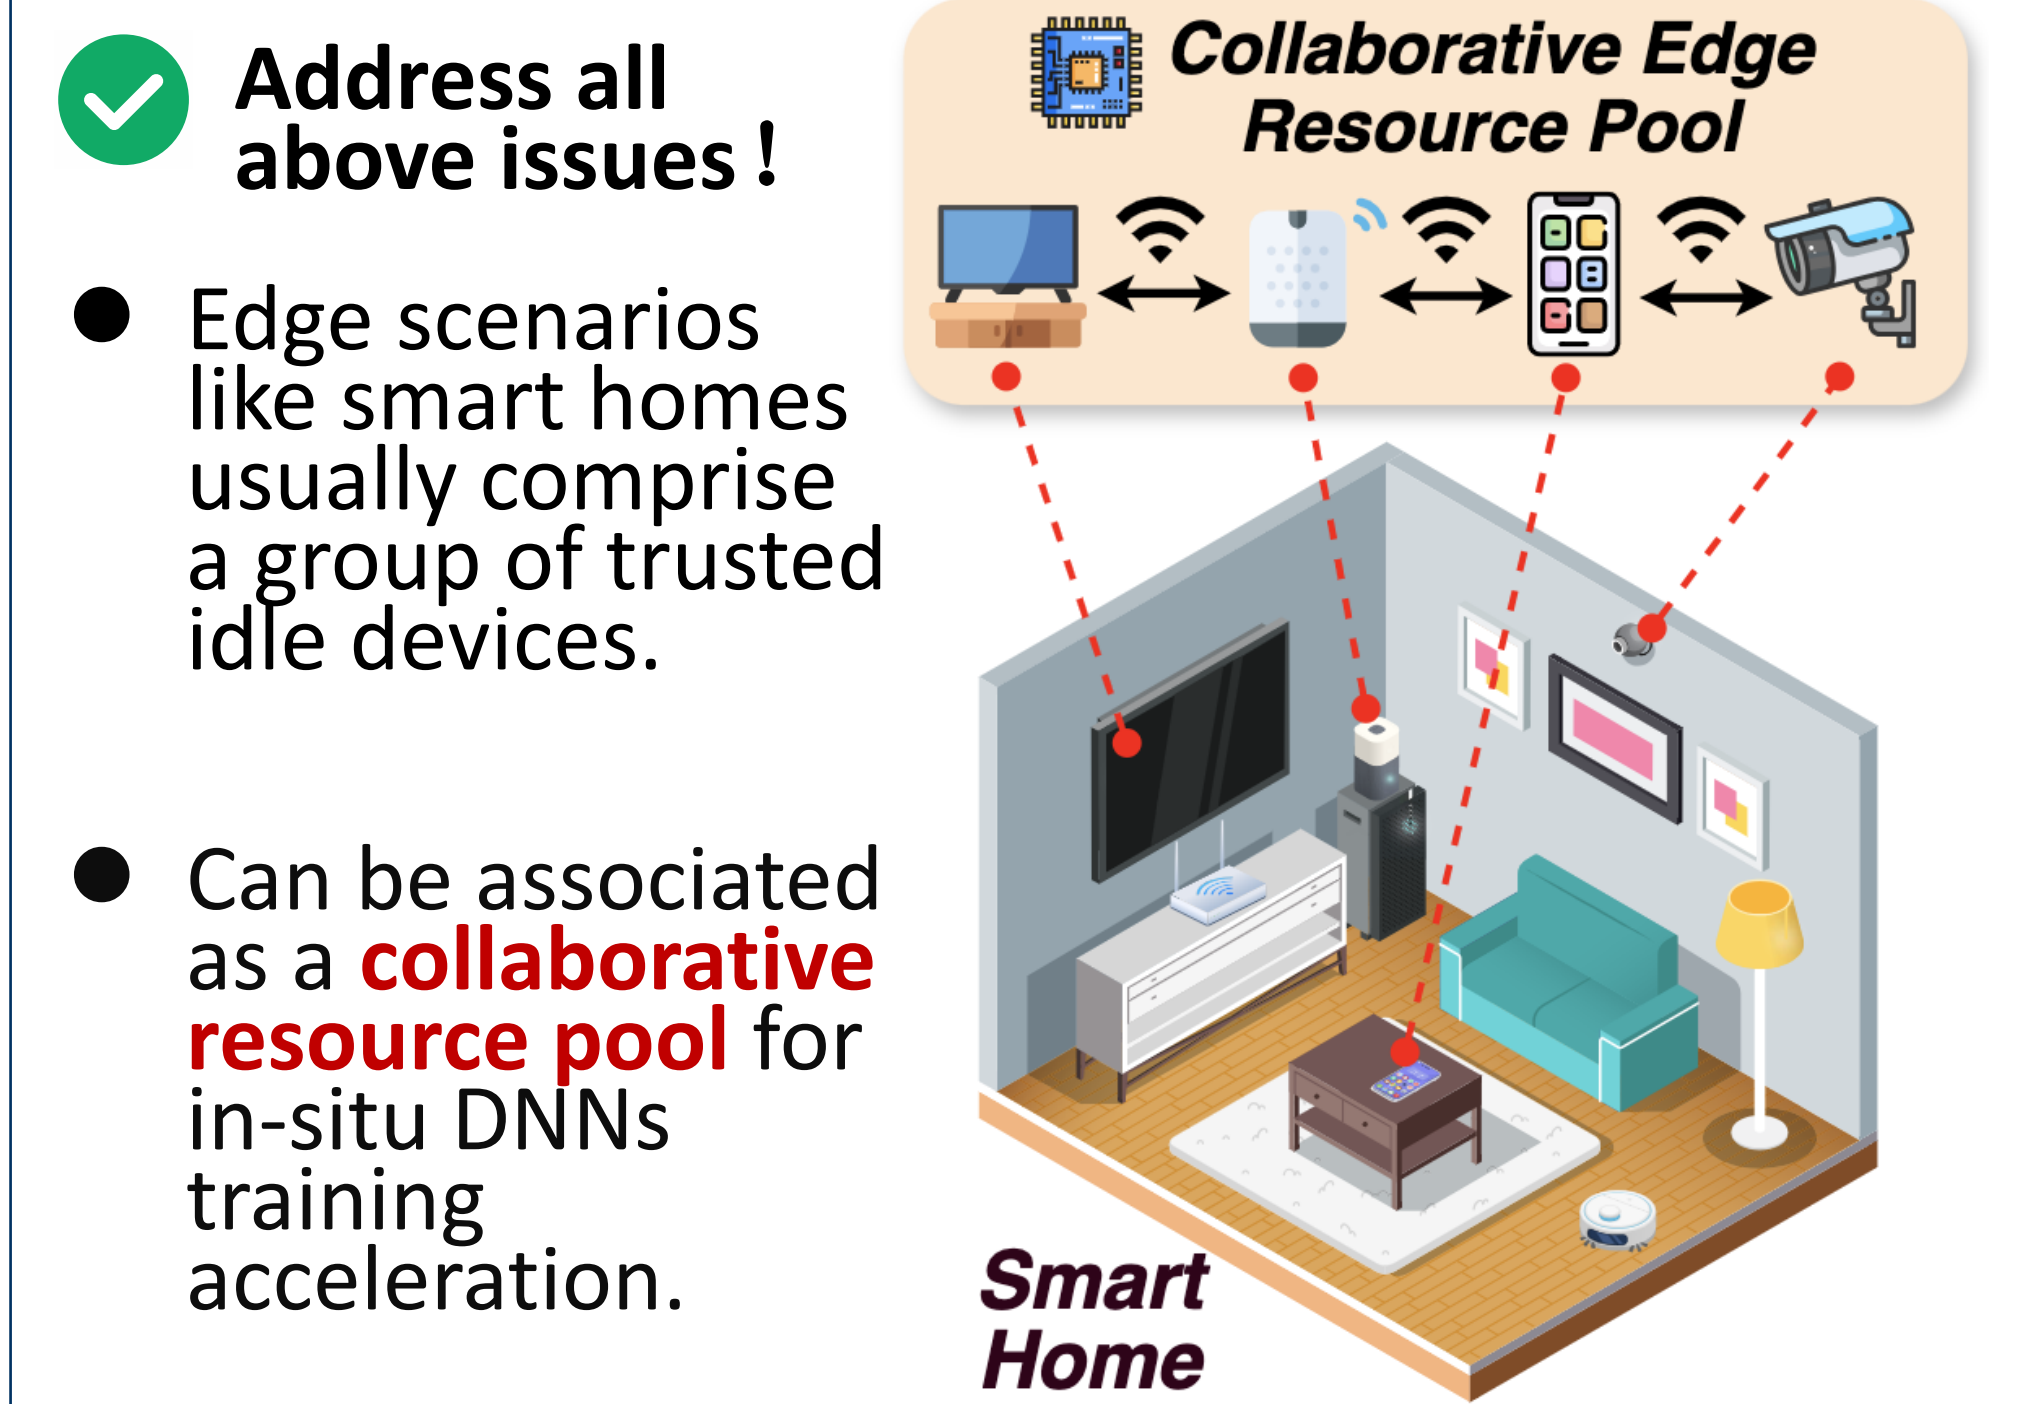 Address all
above issues！
● Edge scenarios
like smart homes
usually comprise
a group of trusted
idle devices.
● Can be associated
as a collaborative
resource pool for
in-situ DNNs
training
acceleration.
Collaborative Edge
Resource Pool
Smart
Home